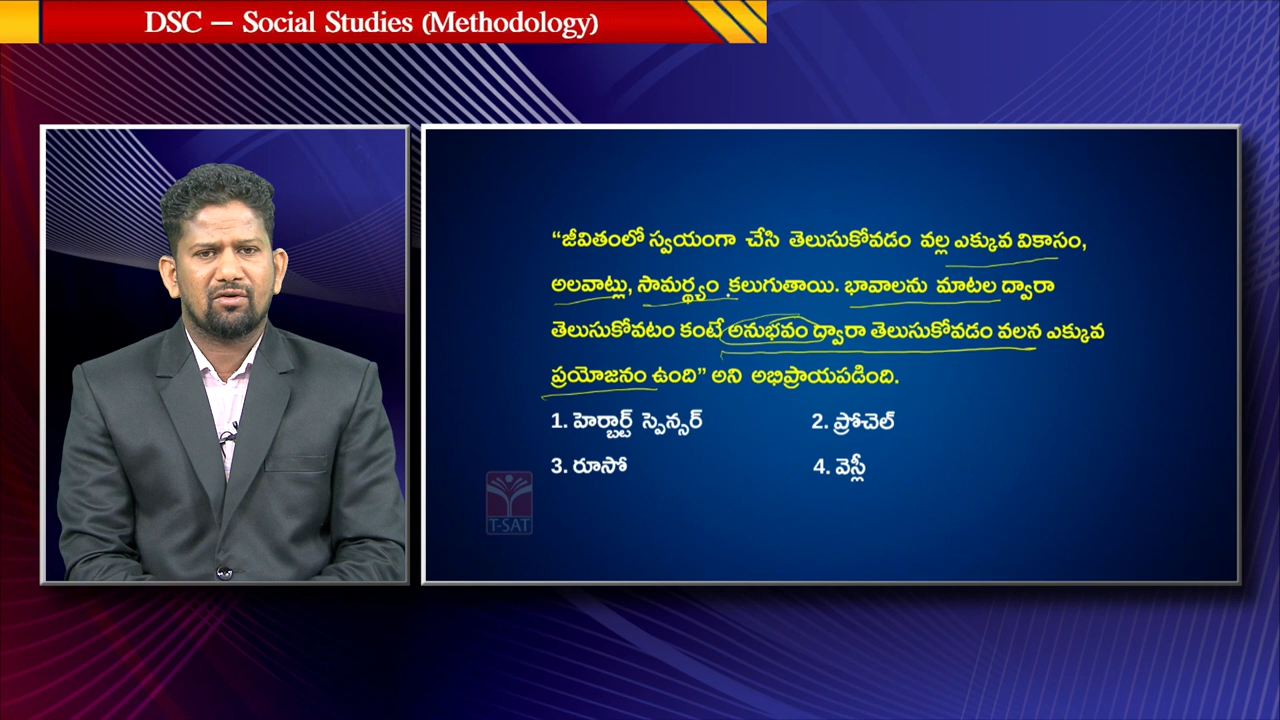 DSC – Social Studies (Methodology)
“జీవితంలో స్వయంగా చేసి తెలుసుకోవడం వల్ల ఎక్కువ వికాసం,
అలవాట్లు, సామర్థ్యం కలుగుతాయి. భావాలను మాటల ద్వారా
తెలుసుకోవటం కంటే అనుభవం ద్వారా తెలుసుకోవడం వలన ఎక్కువ
ప్రయోజనం ఉంది” అని అభిప్రాయపడింది.
1. హెర్బార్ట్ స్పెన్సర్ 2. ప్రోచెల్
3. రూసో 4. వెస్లీ
T-SAT